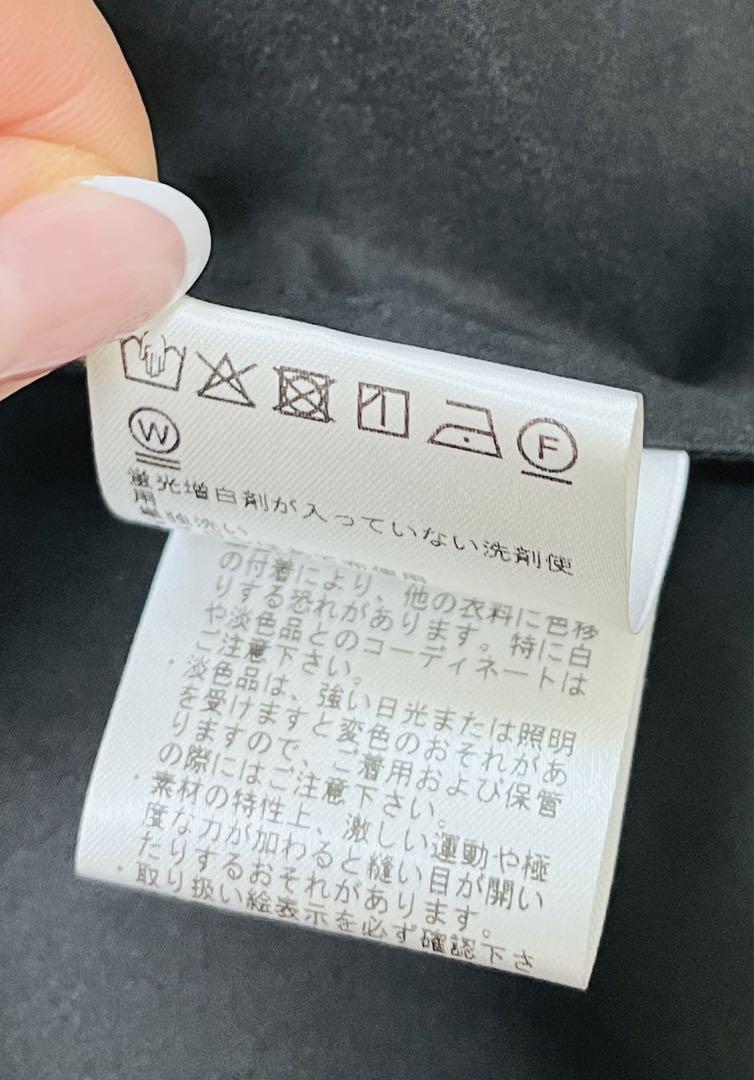 F
W
蛍光増白剤が入っていない洗剤使
用
の付着により、他の衣料に色移
りする恐れがあります。特に白
や淡色品とのコーディネートは
ご注意下さい。
・淡色品は、強い日光または照明
を受けますと変色のおそれがあ
りますので、ご着用および保管
の際にはご注意下さい。
・素材の特性上、激しい運動や極
度な力が加わると縫い目が開い
たりするおそれがあります。
・取り扱い絵表示を必ず確認下さ